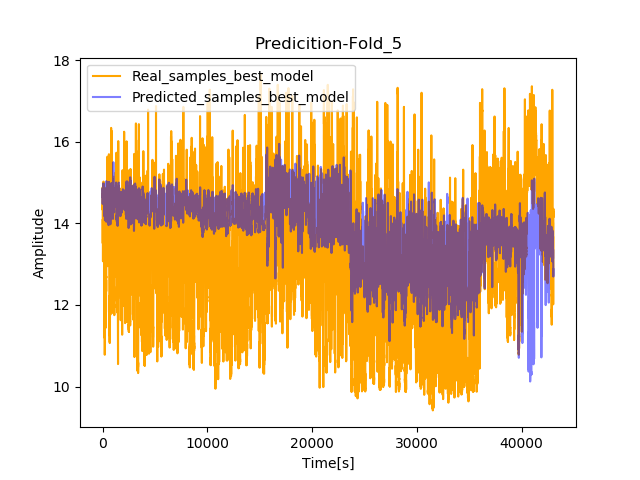 Predicition-Fold_5
Real_samples_best_model
Predicted_samples_best_model
18
16
14
12
10
Amplitude
0
10000
20000
30000
40000
Time[s]